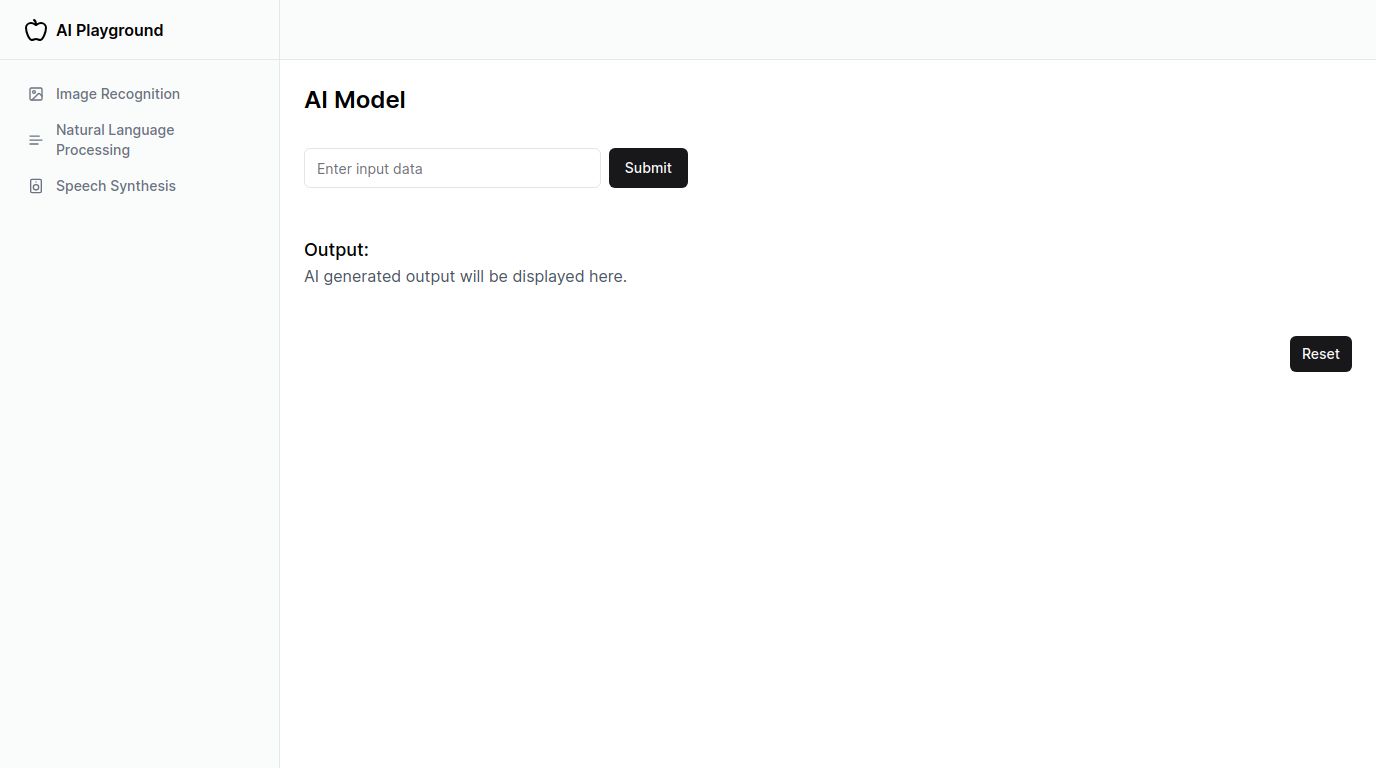 AI Playground
Image Recognition
Natural Language
Processing
Speech Synthesis
AI Model
Enter input data
Submit
Output:
AI generated output will be displayed here.
Reset